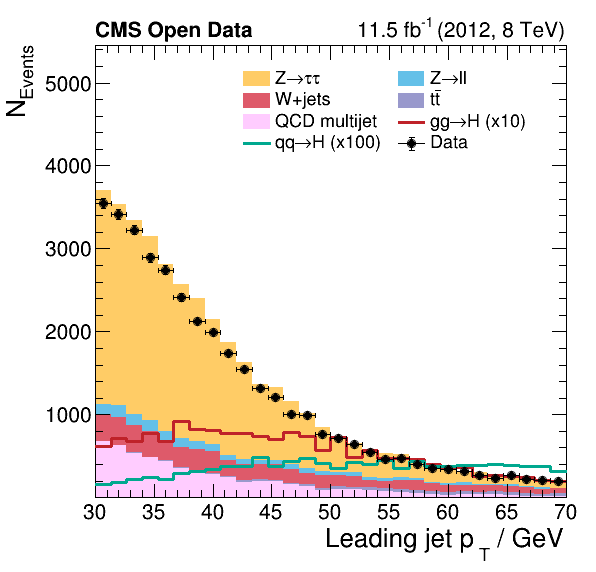 CMS Open Data 11.5 fb⁻¹ (2012, 8 TeV)
N_Events
Z→ττ Z→ll
W+jets tt̄
QCD multijet gg→H (x10)
qq→H (x100) Data
5000
4000
3000
2000
1000
30 35 40 45 50 55 60 65 70
Leading jet p_T / GeV